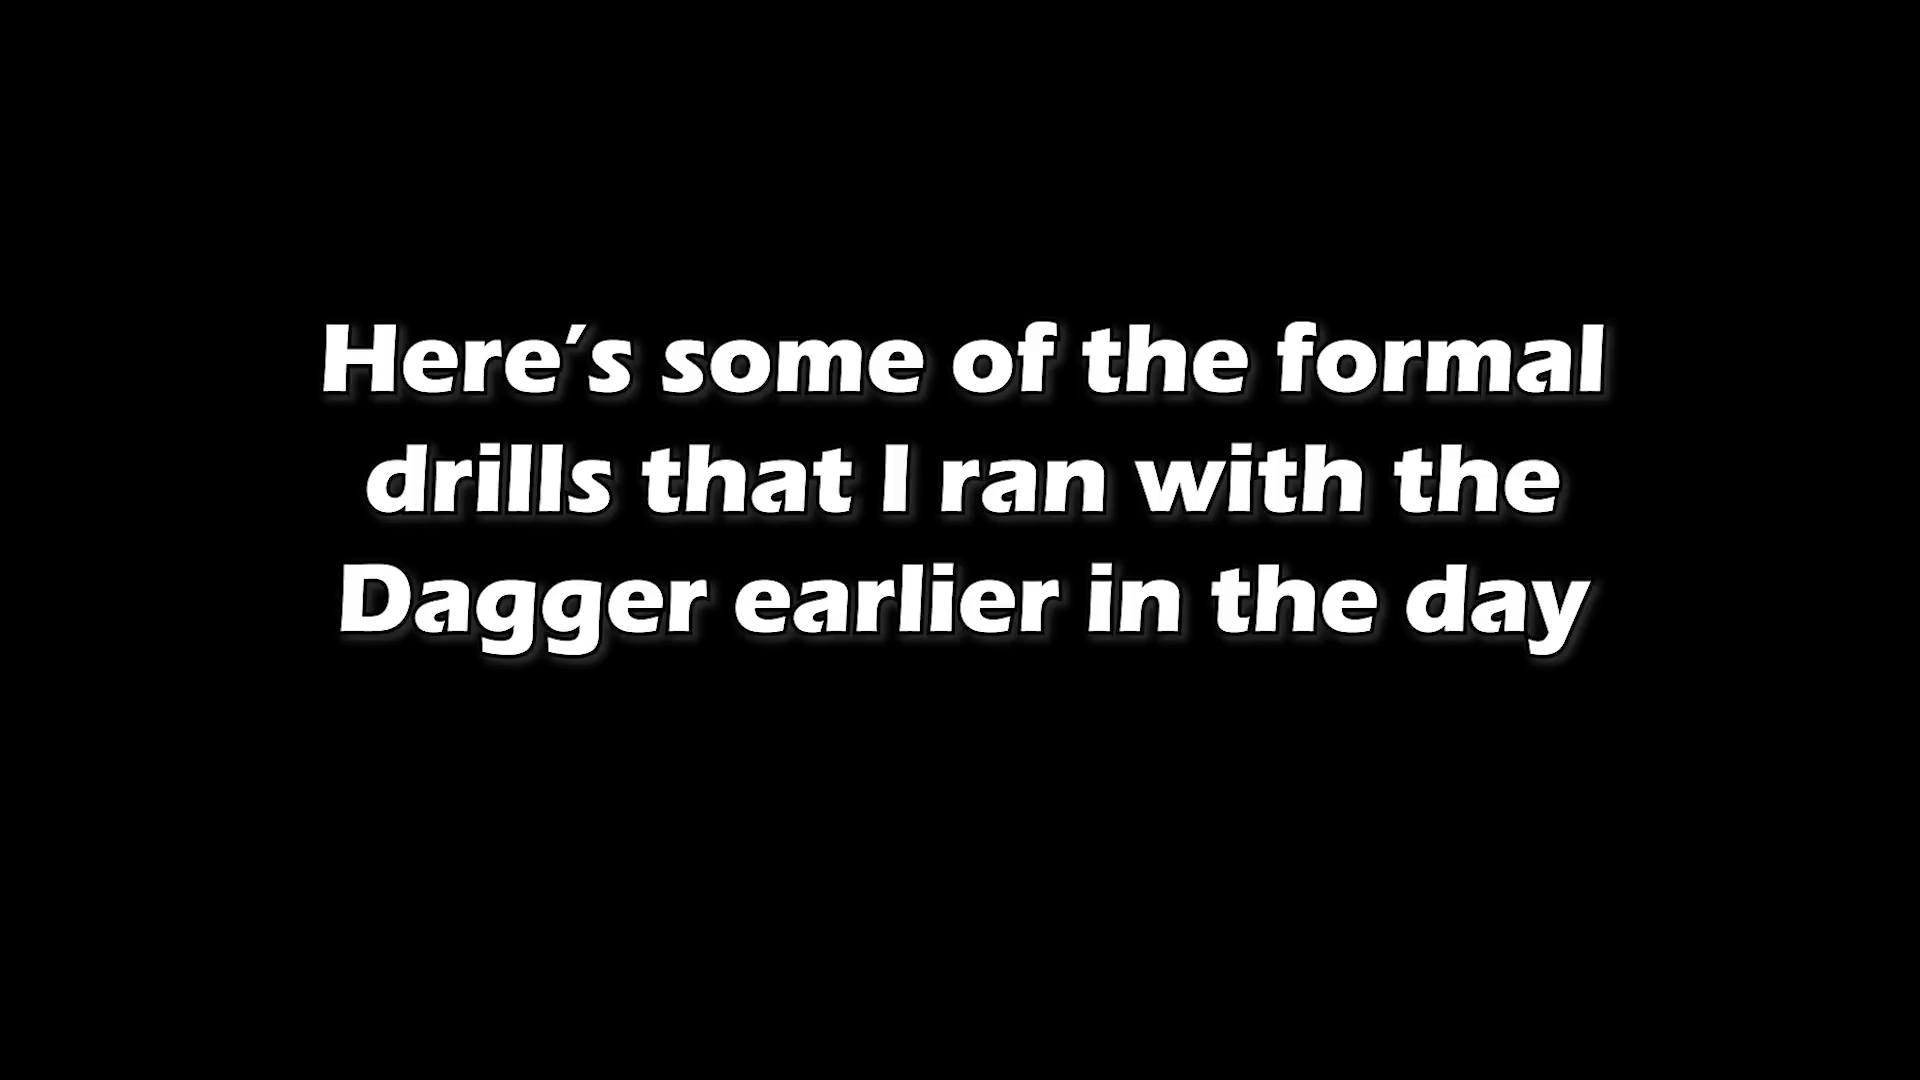 Here’s some of the formal
drills that I ran with the
Dagger earlier in the day